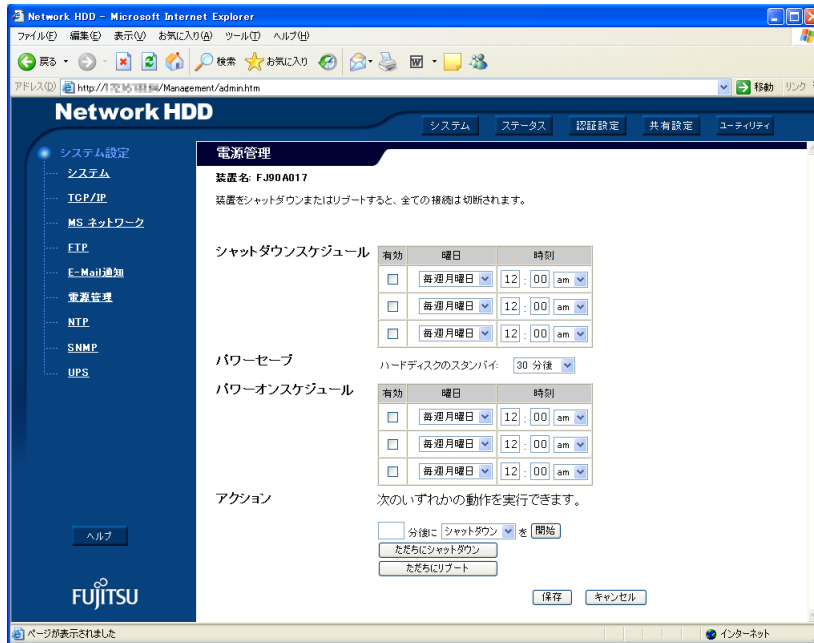 Network HDD - Microsoft Internet Explorer
ファイル(F) 編集(E) 表示(V) お気に入り(A) ツール(T) ヘルプ(H)
戻る 検索 お気に入り
アドレス(D) http:// /Management/admin.htm 移動 リンク
Network HDD
システム ステータス 認証設定 共有設定 ユーティリティ
システム設定
システム
TCP/IP
MS ネットワーク
FTP
E-Mail通知
電源管理
NTP
SNMP
UPS
ヘルプ
FUJITSU
電源管理
装置名: FJ90A017
装置をシャットダウンまたはリブートすると、全ての接続は切断されます。
シャットダウンスケジュール
有効 曜日 時刻
毎週月曜日 12 : 00 am
毎週月曜日 12 : 00 am
毎週月曜日 12 : 00 am
パワーセーブ
ハードディスクのスタンバイ: 30 分後
パワーオンスケジュール
有効 曜日 時刻
毎週月曜日 12 : 00 am
毎週月曜日 12 : 00 am
毎週月曜日 12 : 00 am
アクション
次のいずれかの動作を実行できます。
分後に シャットダウン を 開始
ただちにシャットダウン
ただちにリブート
保存 キャンセル
ページが表示されました インターネット